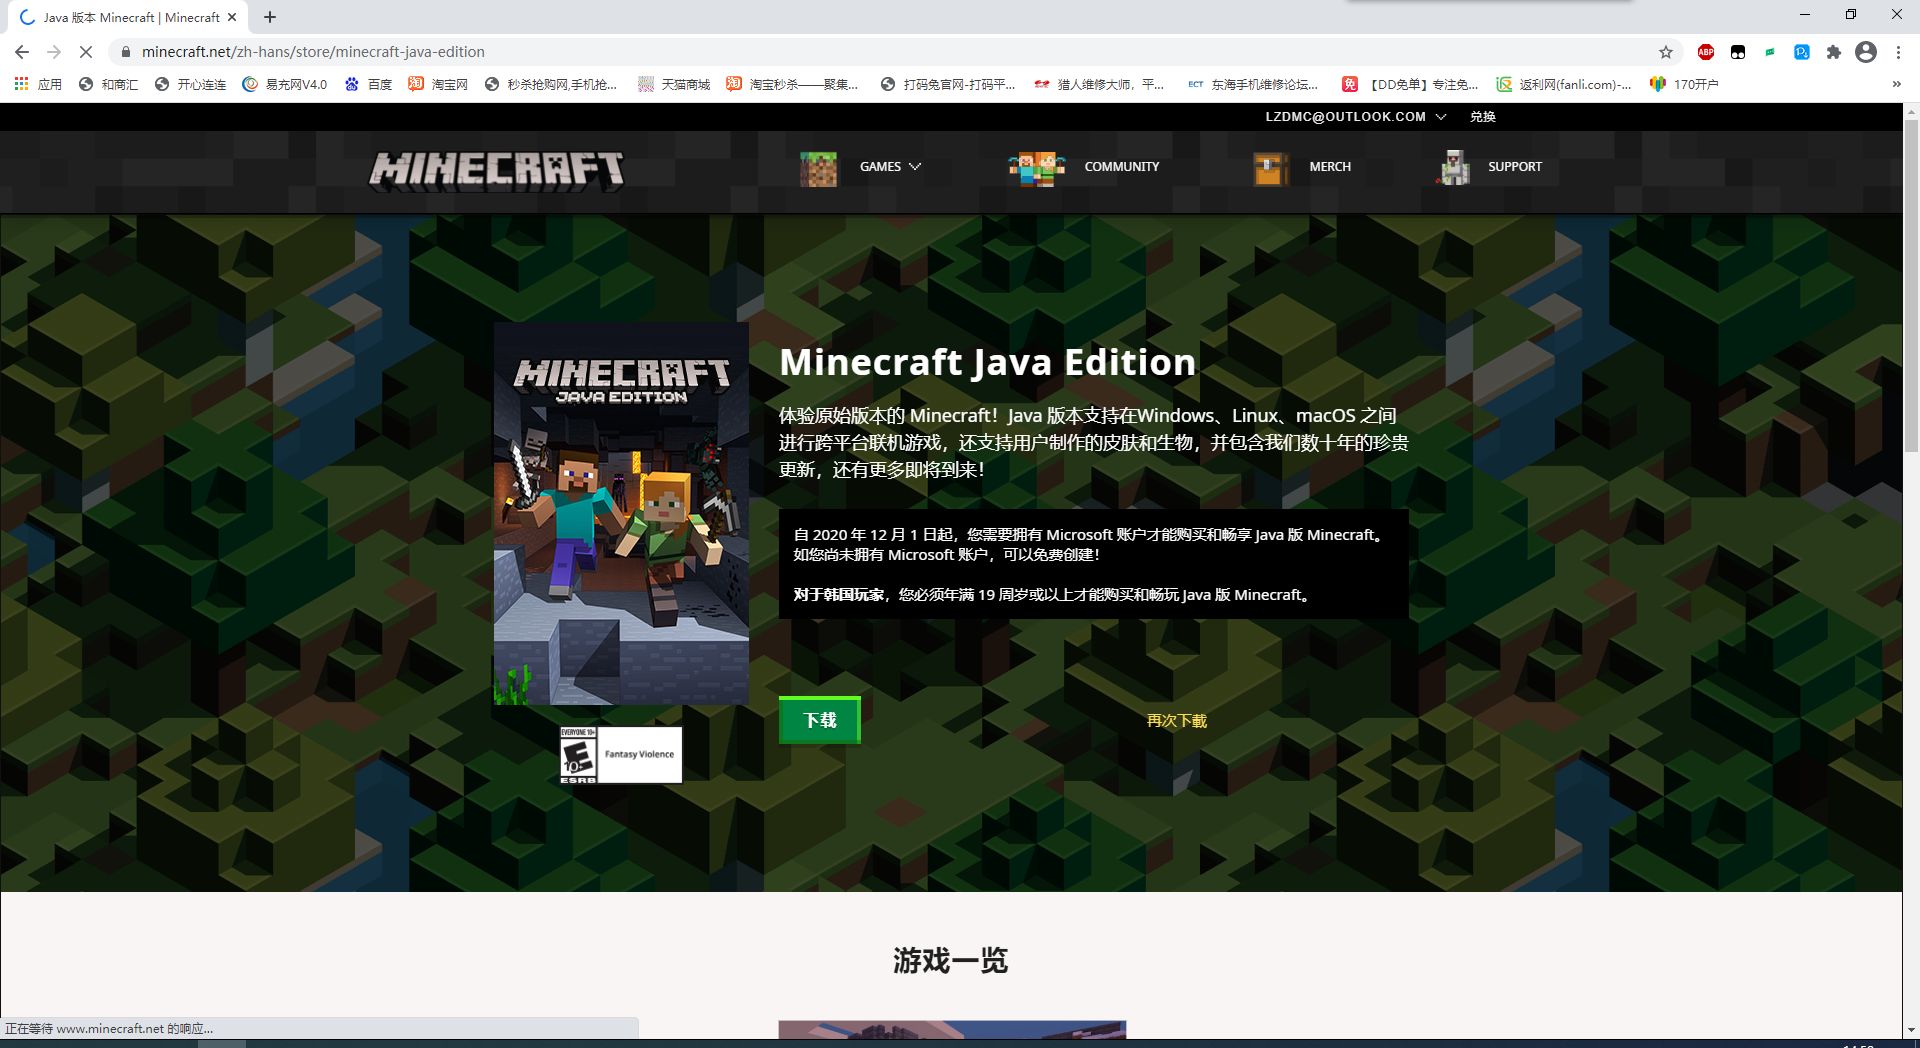 Java 版本 Minecraft | Minecraft
minecraft.net/zh-hans/store/minecraft-java-edition
ABP
应用 和商汇 开心连连 易充网V4.0 百度 淘 淘宝网 秒杀抢购网,手机抢... 天猫商城 淘 淘宝秒杀——聚集... 打码兔官网-打码平... 猎人维修大师，平... ECT 东海手机维修论坛... 免 【DD免单】专注免... 返利网(fanli.com)-... 170开户 »
LZDMC@OUTLOOK.COM 兑换
MINECRAFT GAMES COMMUNITY MERCH SUPPORT
MINECRAFT
JAVA EDITION
Minecraft Java Edition
体验原始版本的 Minecraft！Java 版本支持在Windows、Linux、macOS 之间
进行跨平台联机游戏，还支持用户制作的皮肤和生物，并包含我们数十年的珍贵
更新，还有更多即将到来！
自 2020 年 12 月 1 日起，您需要拥有 Microsoft 账户才能购买和畅享 Java 版 Minecraft。
如您尚未拥有 Microsoft 账户，可以免费创建！
对于韩国玩家，您必须年满 19 周岁或以上才能购买和畅玩 Java 版 Minecraft。
下载 再次下載
EVERYONE 10+
E 10+
Fantasy Violence
ESRB
游戏一览
正在等待 www.minecraft.net 的响应...